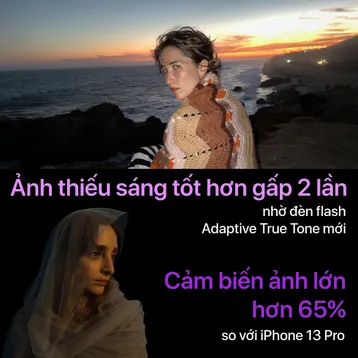 Ảnh thiếu sáng tốt hơn gấp 2 lần
nhờ đèn flash
Adaptive True Tone mới
Cảm biến ảnh lớn
hơn 65%
so với iPhone 13 Pro